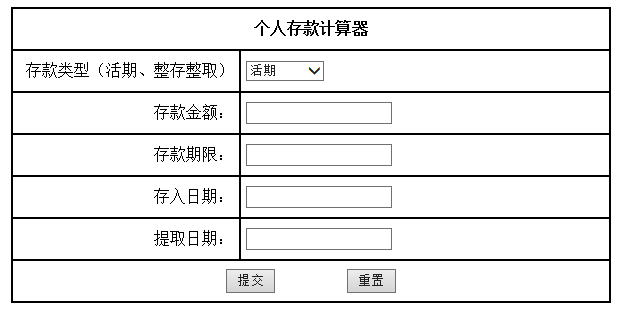 个人存款计算器
存款类型（活期、整存整取） 活期
存款金额：
存款期限：
存入日期：
提取日期：
提交 重置